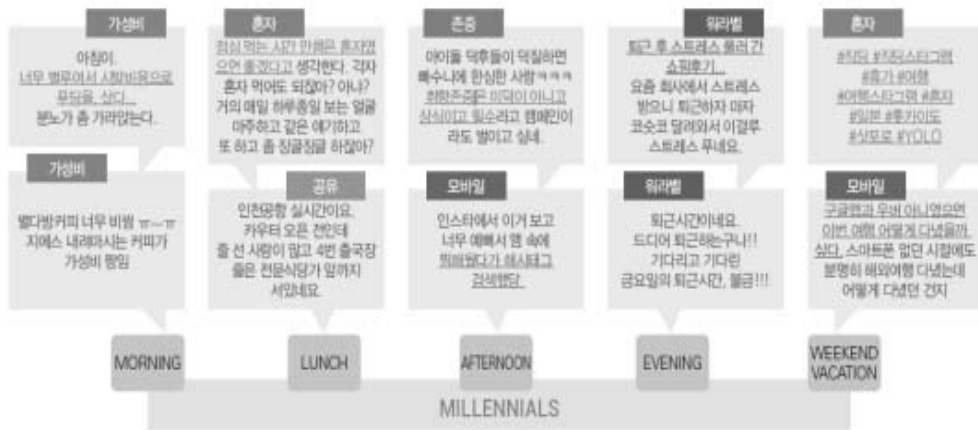 가성비
아침이.
너무 별루여서 시발비용으로
푸딩을 샀다...
분노가 좀 가라앉는다.
혼자
점심 먹는 시간 만큼은 혼자였
으면 좋겠다고 생각한다. 각자
혼자 먹어도 되잖아? 아냐?
거의 매일 하루종일 보는 얼굴
마주하고 같은 얘기하고
또 하고 좀 징글징글 하잖아?
존중
아이돌 덕후들이 덕질하면
빠수니에 한심한 사람ㅋㅋㅋ
취향존중은 미덕이 아니고
상식이고 필수라고 캠페인이
라도 벌이고 싶네.
워라밸
퇴근 후 스트레스 풀러 간
쇼핑후기...
요즘 회사에서 스트레스
받으니 퇴근하자 마자
코슷코 달려와서 이걸루
스트레스 푸네요.
혼자
#직딩 #직딩스타그램
#휴가 #여행
#여행스타그램 #혼자
#일본 #홋카이도
#삿포로 #YOLO
가성비
별다방커피 너무 비쌈 ㅠㅡㅠ
지에스 내려마시는 커피가
가성비 짱임
공유
인천공항 실시간이요.
카우터 오픈 전인데
줄 선 사람이 많고 4번 출국장
줄은 전문식당가 앞까지
서있네요.
모바일
인스타에서 이거 보고
너무 예뻐서 맴 속에
찜해뒀다가 해시태그
검색했당
워라밸
퇴근시간이네요.
드디어 퇴근하는구나!!
기다리고 기다린
금요일의 퇴근시간, 불금!!!
모바일
구글맵과 우버 아니었으면
이번 여행 어떻게 다녔을까
싶다. 스마트폰 없던 시절에도
분명히 해외여행 다녔는데
어떻게 다녔던 건지
MORNING
LUNCH
AFTERNOON
EVENING
WEEKEND
VACATION
MILLENNIALS